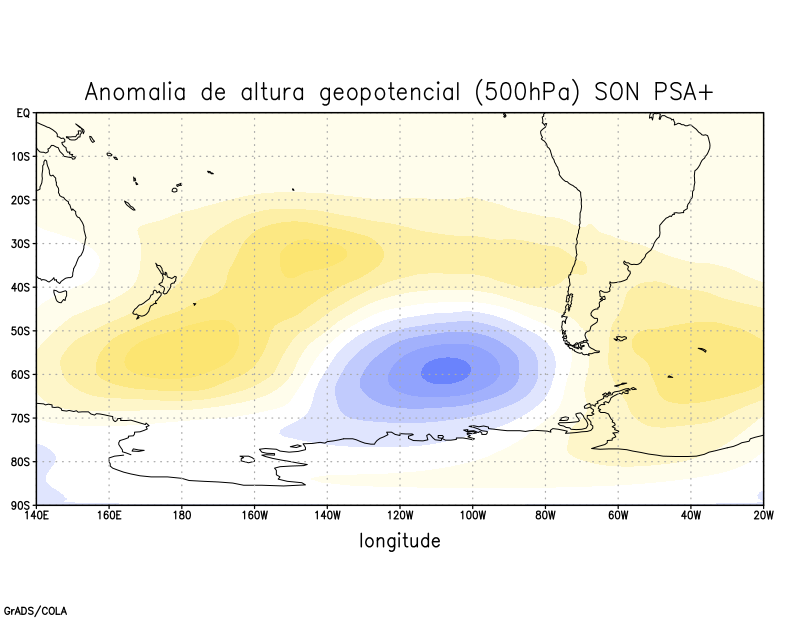 Anomalia de altura geopotencial (500hPa) SON PSA+
EQ
10S
20S
30S
40S
50S
60S
70S
80S
90S
140E 160E 180 160W 140W 120W 100W 80W 60W 40W 20W
longitude
GrADS/COLA